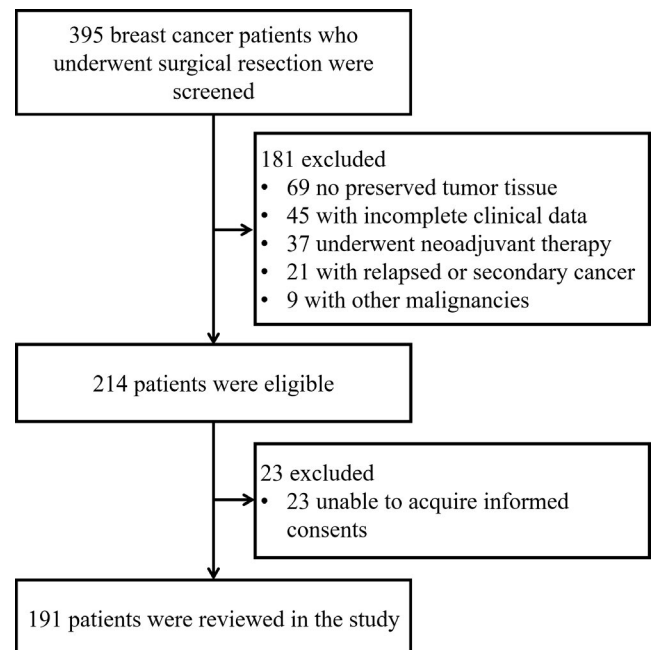 395 breast cancer patients who
underwent surgical resection were
screened
181 excluded
• 69 no preserved tumor tissue
• 45 with incomplete clinical data
• 37 underwent neoadjuvant therapy
• 21 with relapsed or secondary cancer
• 9 with other malignancies
214 patients were eligible
23 excluded
• 23 unable to acquire informed
consents
191 patients were reviewed in the study